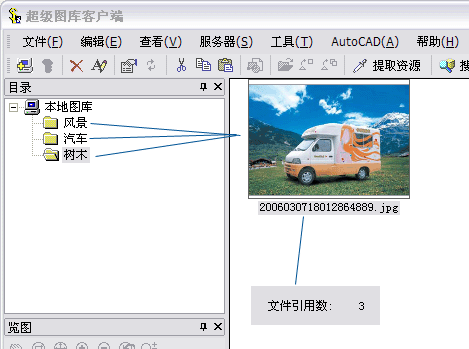 超级图库客户端
文件(F) 编辑(E) 查看(V) 服务器(S) 工具(T) AutoCAD(A) 帮助(H)
提取资源 搜
目录
本地图库
风景
汽车
树木
2006030718012864889.jpg
文件引用数: 3
览图